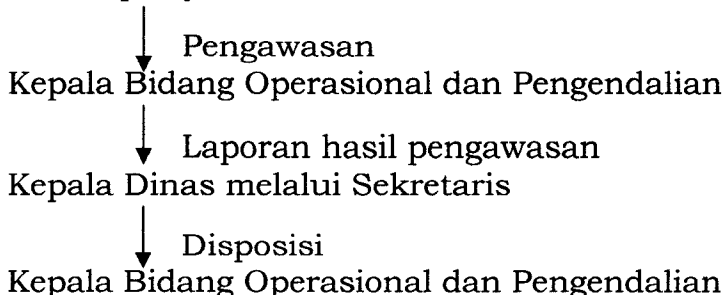 Pengawasan
Kepala Bidang Operasional dan Pengendalian
Laporan hasil pengawasan
Kepala Dinas melalui Sekretaris
Disposisi
Kepala Bidang Operasional dan Pengendalian